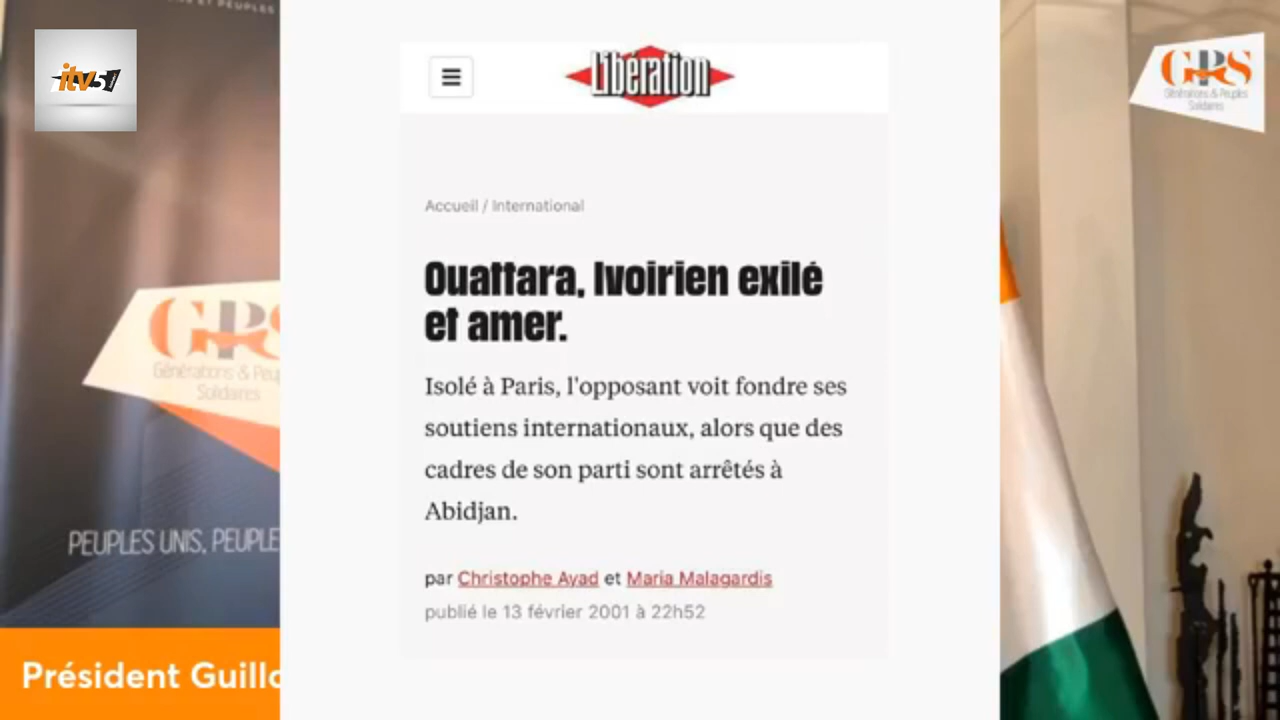 ET PEUPLES
itv5
GPS
Générations & Peuples
Solidaires
Libération
Accueil / International
Ouattara, Ivoirien exilé
et amer.
Isolé à Paris, l'opposant voit fondre ses
soutiens internationaux, alors que des
cadres de son parti sont arrêtés à
Abidjan.
par Christophe Ayad et Maria Malagardis
publié le 13 février 2001 à 22h52
GPS
Générations & Peup
Solidaires
PEUPLES UNIS, PEUPLE
Président Guillo